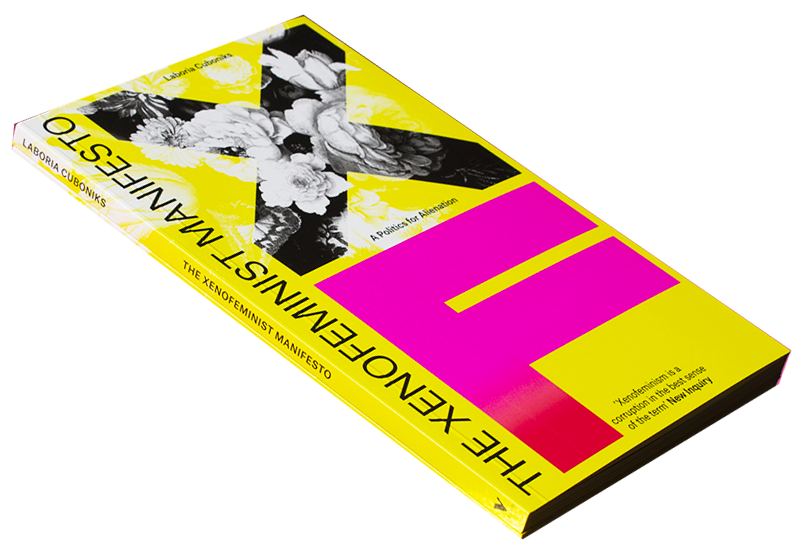 Laboria Cuboniks
XF
A Politics for Alienation
THE XENOFEMINIST MANIFESTO
'Xenofeminism is a
corruption in the best sense
of the term' New Inquiry
LABORIA CUBONIKS
THE XENOFEMINIST MANIFESTO